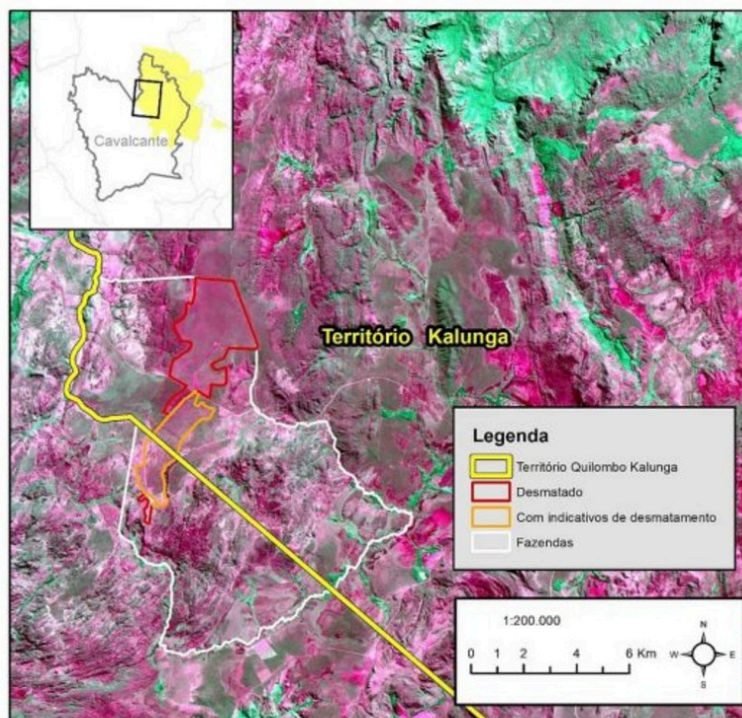 Cavalcante
Território Kalunga
Legenda
Território Quilombo Kalunga
Desmatado
Com indicativos de desmatamento
Fazendas
1:200.000
0 1 2 4 6 Km
N
W E
S